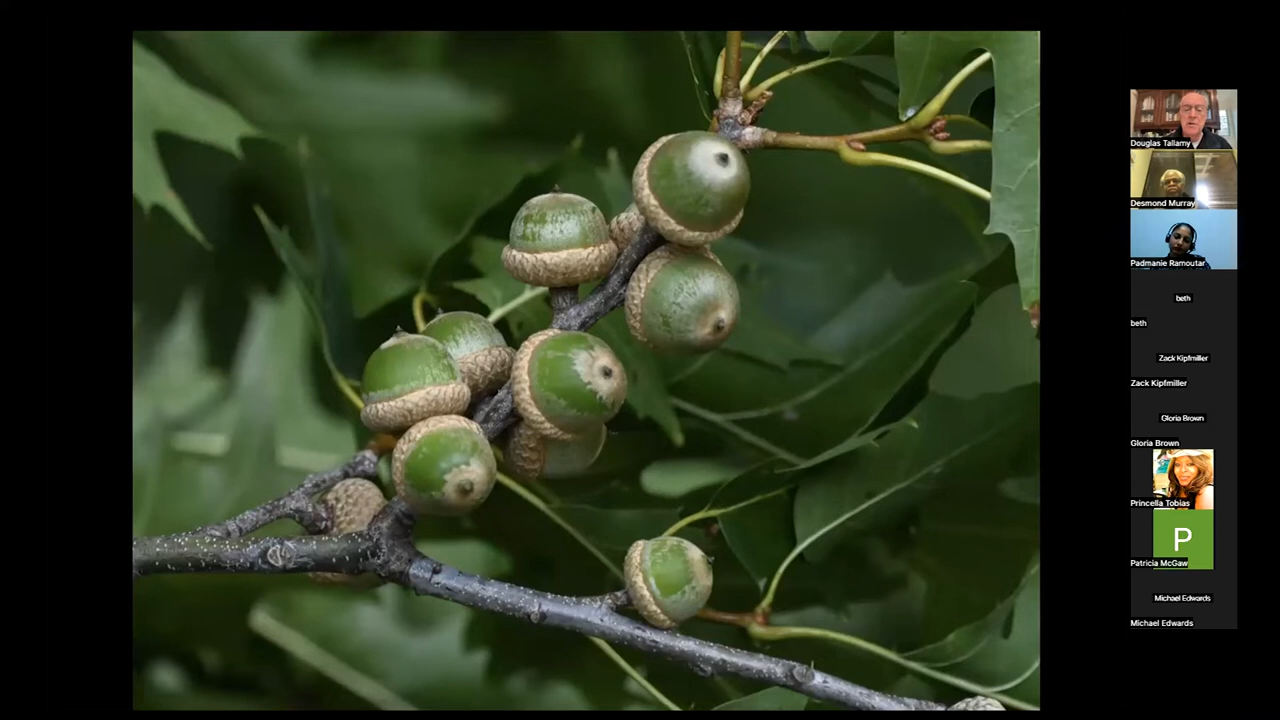 Douglas Tallamy
Desmond Murray
Padmanie Ramoutar
beth
beth
Zack Kipfmiller
Zack Kipfmiller
Gloria Brown
Gloria Brown
Princella Tobias
P
Patricia McGaw
Michael Edwards
Michael Edwards